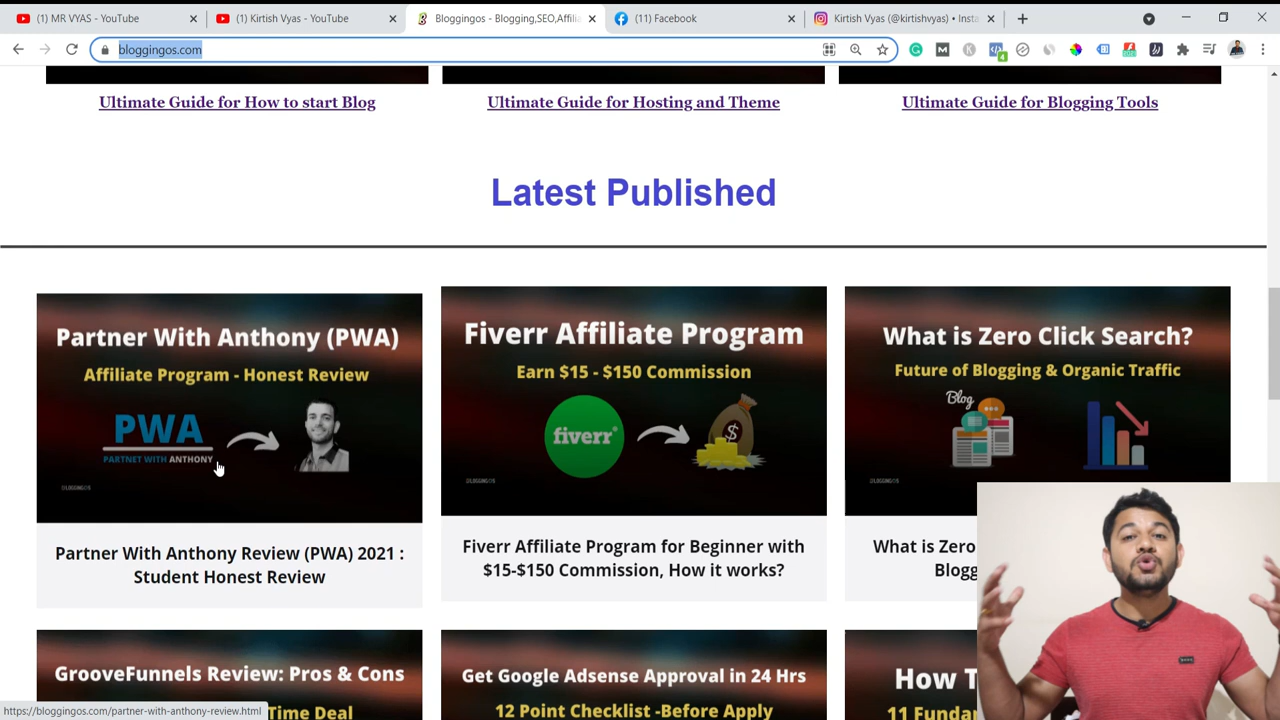 (1) MR VYAS - YouTube
(1) Kirtish Vyas - YouTube
Bloggingos - Blogging,SEO,Affili
(11) Facebook
Kirtish Vyas (@kirtishvyas) • Insta
bloggingos.com
Ultimate Guide for How to start Blog
Ultimate Guide for Hosting and Theme
Ultimate Guide for Blogging Tools
Latest Published
Partner With Anthony (PWA)
Affiliate Program - Honest Review
PWA
PARTNET WITH ANTHONY
BLOGGINGOS
Partner With Anthony Review (PWA) 2021 :
Student Honest Review
Fiverr Affiliate Program
Earn $15 - $150 Commission
fiverr
BLOGGINGOS
Fiverr Affiliate Program for Beginner with
$15-$150 Commission, How it works?
What is Zero Click Search?
Future of Blogging & Organic Traffic
Blog
BLOGGINGOS
What is Zero
Blogg
GrooveFunnels Review: Pros & Cons
Time Deal
Get Google Adsense Approval in 24 Hrs
12 Point Checklist -Before Apply
How T
11 Fundam
https://bloggingos.com/partner-with-anthony-review.html